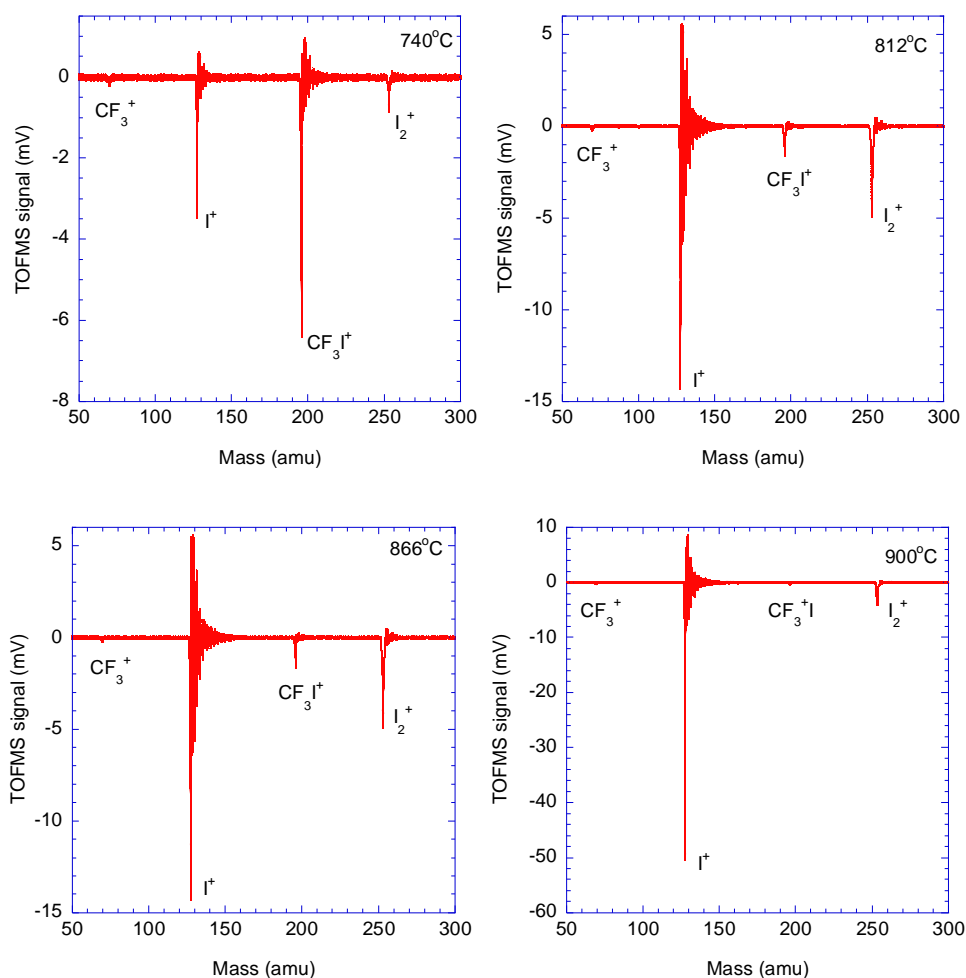 740°C
0
-2
-4
-6
-8
TOFMS signal (mV)
CF₃⁺
I⁺
CF₃I⁺
I₂⁺
50 100 150 200 250 300
Mass (amu)
812°C
5
0
-5
-10
-15
TOFMS signal (mV)
CF₃⁺
I⁺
CF₃I⁺
I₂⁺
50 100 150 200 250 300
Mass (amu)
866°C
5
0
-5
-10
-15
TOFMS signal (mV)
CF₃⁺
I⁺
CF₃I⁺
I₂⁺
50 100 150 200 250 300
Mass (amu)
900°C
10
0
-10
-20
-30
-40
-50
-60
TOFMS signal (mV)
CF₃⁺
I⁺
CF₃⁺I
I₂⁺
50 100 150 200 250 300
Mass (amu)